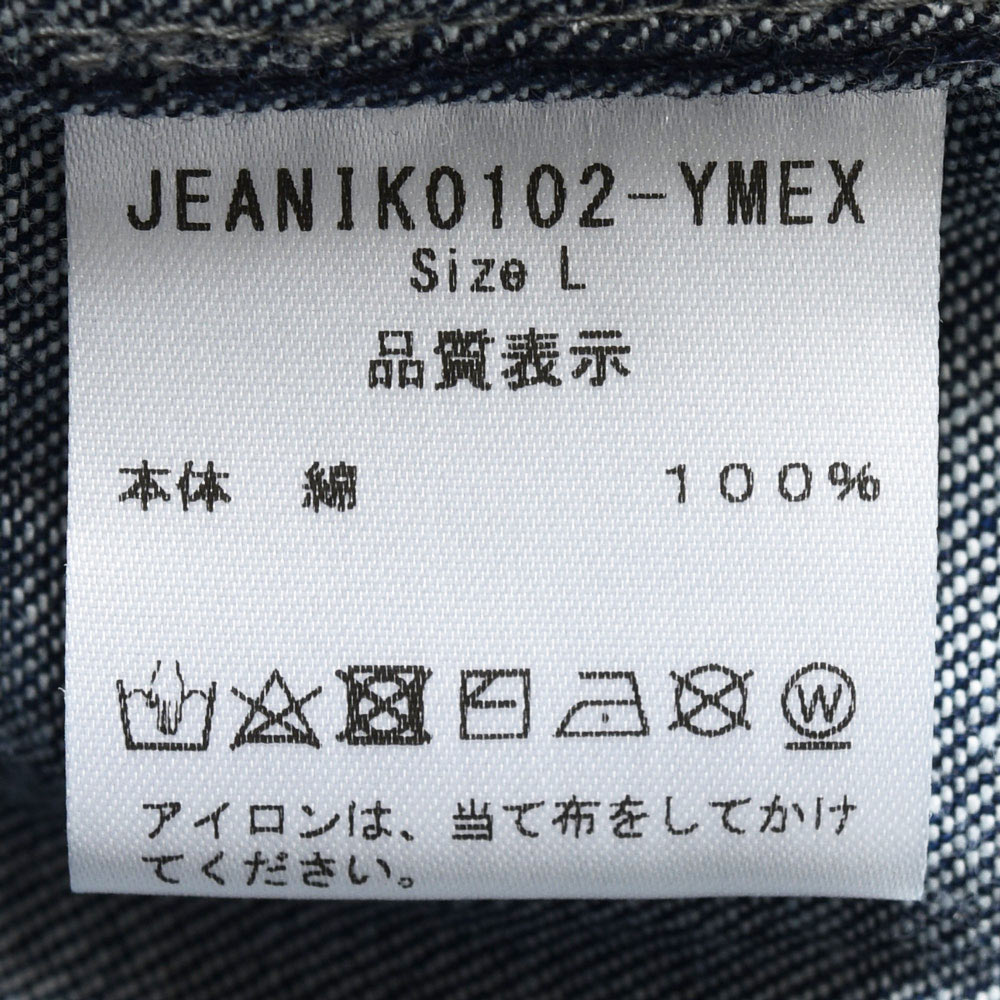 JEANIK0102-YMEX
Size L
品質表示
本体 綿 100%
W
アイロンは、当て布をしてかけ
てください。